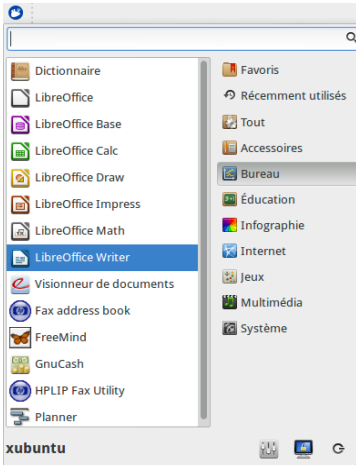 Dictionnaire
LibreOffice
LibreOffice Base
LibreOffice Calc
LibreOffice Draw
LibreOffice Impress
LibreOffice Math
LibreOffice Writer
Visionneur de documents
Fax address book
FreeMind
GnuCash
HPLIP Fax Utility
Planner
Favoris
Récemment utilisés
Tout
Accessoires
Bureau
Éducation
Infographie
Internet
Jeux
Multimédia
Système
xubuntu